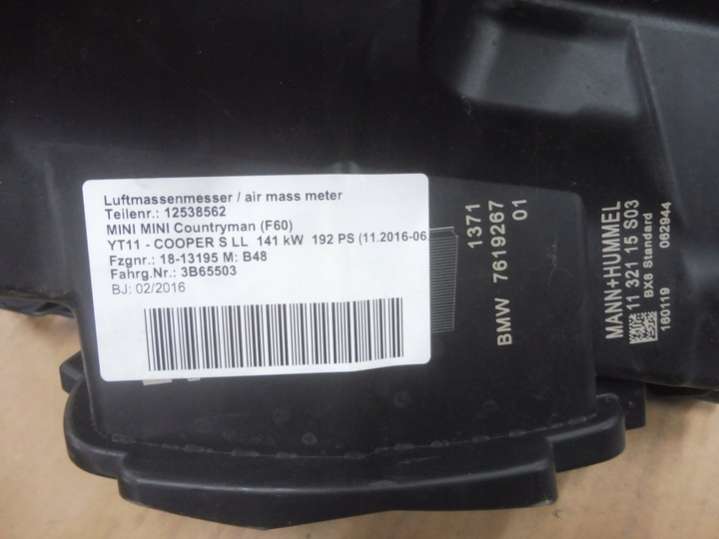 Luftmassenmesser / air mass meter
Teilenr.: 12538562
MINI MINI Countryman (F60)
YT11 - COOPER S LL 141 kW 192 PS (11.2016-06
Fzgnr.: 18-13195 M: B48
Fahrg.Nr.: 3B65503
BJ: 02/2016
1371
BMW 7619267
01
MANN+HUMMEL
11 321 15 S03
BX8 Standard
160119 062944